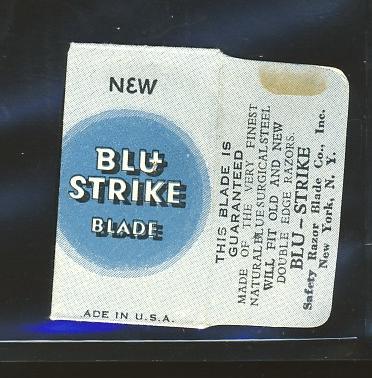 NEW
BLU-
STRIKE
BLADE
ADE IN U.S.A.
THIS BLADE IS
GUARANTEED
MADE OF THE VERY FINEST
NATURAL BLUE SURGICAL STEEL
WILL FIT OLD AND NEW
DOUBLE EDGE RAZORS.
BLU-STRIKE
Safety Razor Blade Co., Inc.
New York, N. Y.